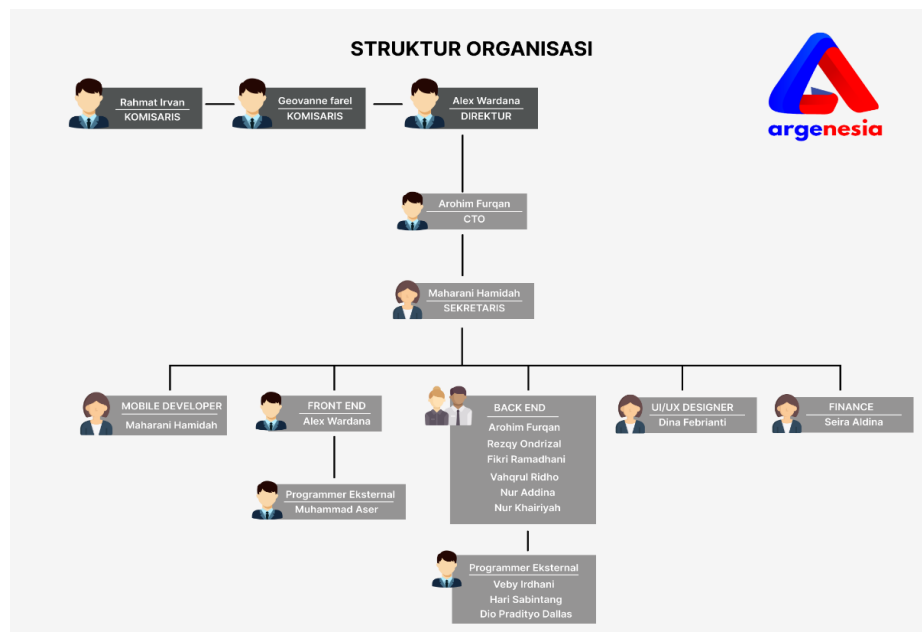 STRUKTUR ORGANISASI
argenesia
Rahmat Irvan
KOMISARIS
Geovanne farel
KOMISARIS
Alex Wardana
DIREKTUR
Arohim Furqan
CTO
Maharani Hamidah
SEKRETARIS
MOBILE DEVELOPER
Maharani Hamidah
FRONT END
Alex Wardana
Programmer Eksternal
Muhammad Aser
BACK END
Arohim Furqan
Rezqy Ondrizal
Fikri Ramadhani
Vahqrul Ridho
Nur Addina
Nur Khairiyah
Programmer Eksternal
Veby Irdhani
Hari Sabintang
Dio Pradityo Dallas
UI/UX DESIGNER
Dina Febrianti
FINANCE
Seira Aldina